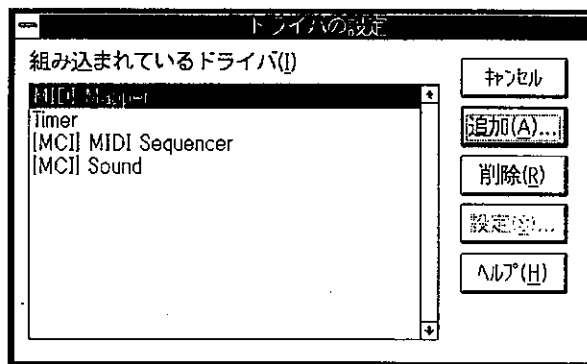 ドライバの設定
組み込まれているドライバ(I)
MIDI Mapper
Timer
[MCI] MIDI Sequencer
[MCI] Sound
ｷｬﾝｾﾙ
追加(A)...
削除(R)
設定(S)...
ﾍﾙﾌﾟ(H)